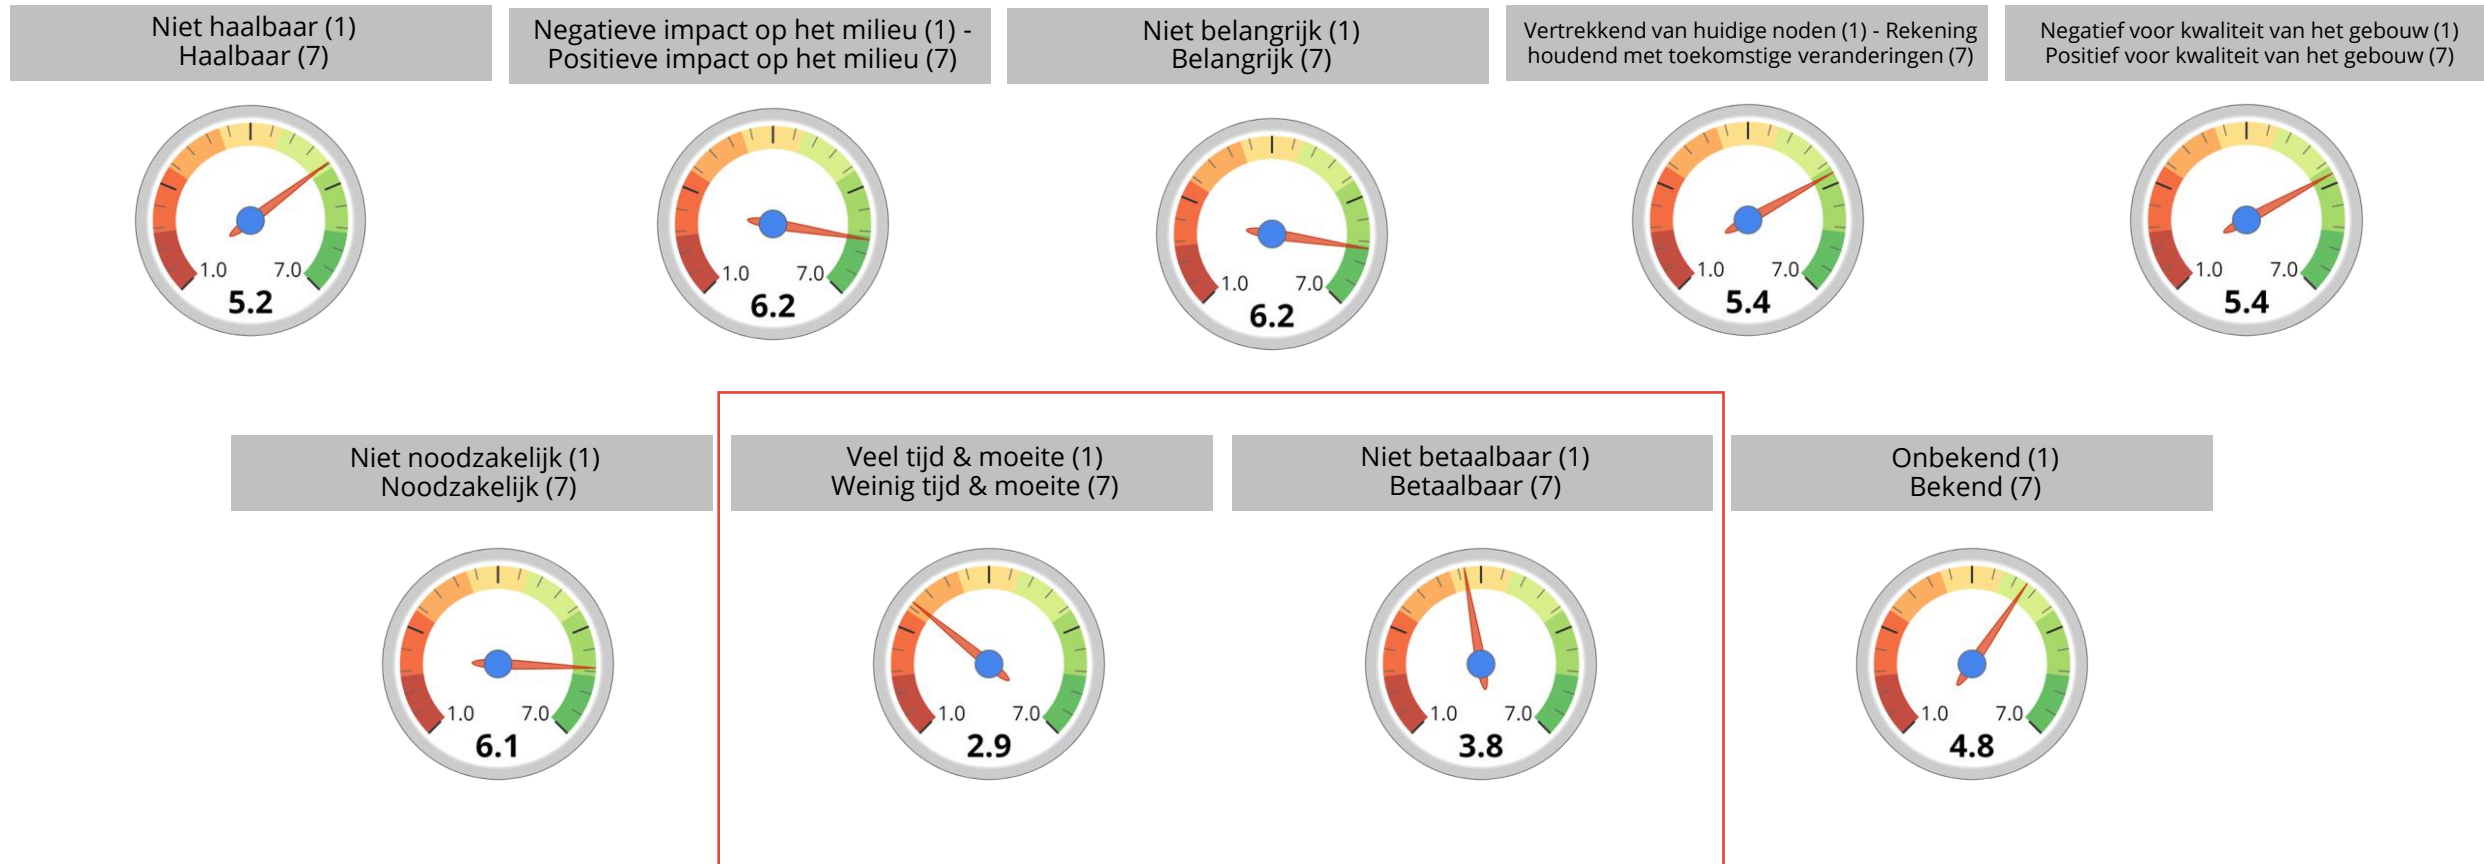 Niet haalbaar (1)
Haalbaar (7)
Negatieve impact op het milieu (1) -
Positieve impact op het milieu (7)
Niet belangrijk (1)
Belangrijk (7)
Vertrekkend van huidige noden (1) - Rekening
houdend met toekomstige veranderingen (7)
Negatief voor kwaliteit van het gebouw (1)
Positief voor kwaliteit van het gebouw (7)
1.0 7.0
5.2
1.0 7.0
6.2
1.0 7.0
6.2
1.0 7.0
5.4
1.0 7.0
5.4
Niet noodzakelijk (1)
Noodzakelijk (7)
Veel tijd & moeite (1)
Weinig tijd & moeite (7)
Niet betaalbaar (1)
Betaalbaar (7)
Onbekend (1)
Bekend (7)
1.0 7.0
6.1
1.0 7.0
2.9
1.0 7.0
3.8
1.0 7.0
4.8